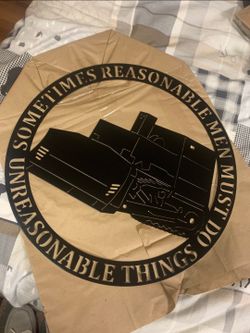 SOMETIMES REASONABLE MEN MUST DO
UNREASONABLE THINGS